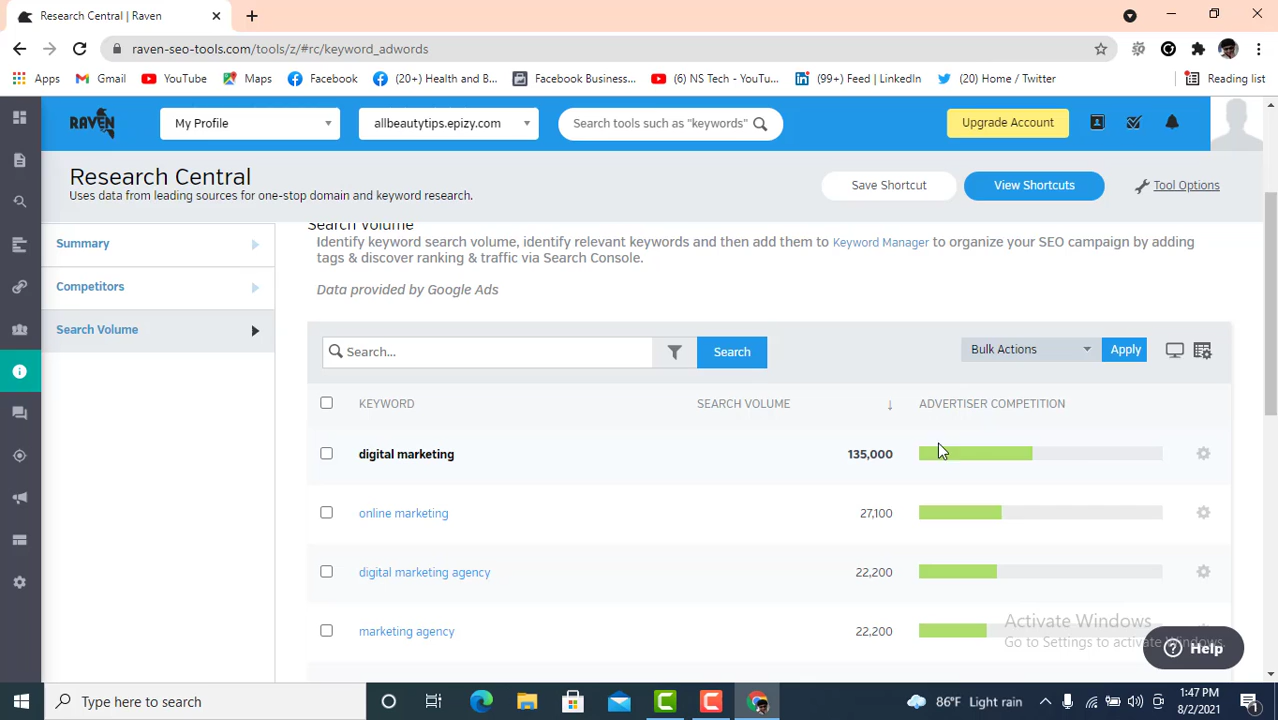 Research Central | Raven
raven-seo-tools.com/tools/z/#rc/keyword_adwords
Apps Gmail YouTube Maps Facebook (20+) Health and B... Facebook Business... (6) NS Tech - YouTu... (99+) Feed | LinkedIn (20) Home / Twitter Reading list
RAVEN My Profile allbeautytips.epizy.com Search tools such as "keywords" Upgrade Account
Research Central
Uses data from leading sources for one-stop domain and keyword research.
Save Shortcut View Shortcuts Tool Options
Summary
Competitors
Search Volume
Search Volume
Identify keyword search volume, identify relevant keywords and then add them to Keyword Manager to organize your SEO campaign by adding
tags & discover ranking & traffic via Search Console.
Data provided by Google Ads
Search... Search Bulk Actions Apply
KEYWORD SEARCH VOLUME ↓ ADVERTISER COMPETITION
digital marketing 135,000
online marketing 27,100
digital marketing agency 22,200
marketing agency 22,200
Activate Windows
Go to Settings to activate Windows.
Help
Type here to search
86°F Light rain
1:47 PM
8/2/2021
1